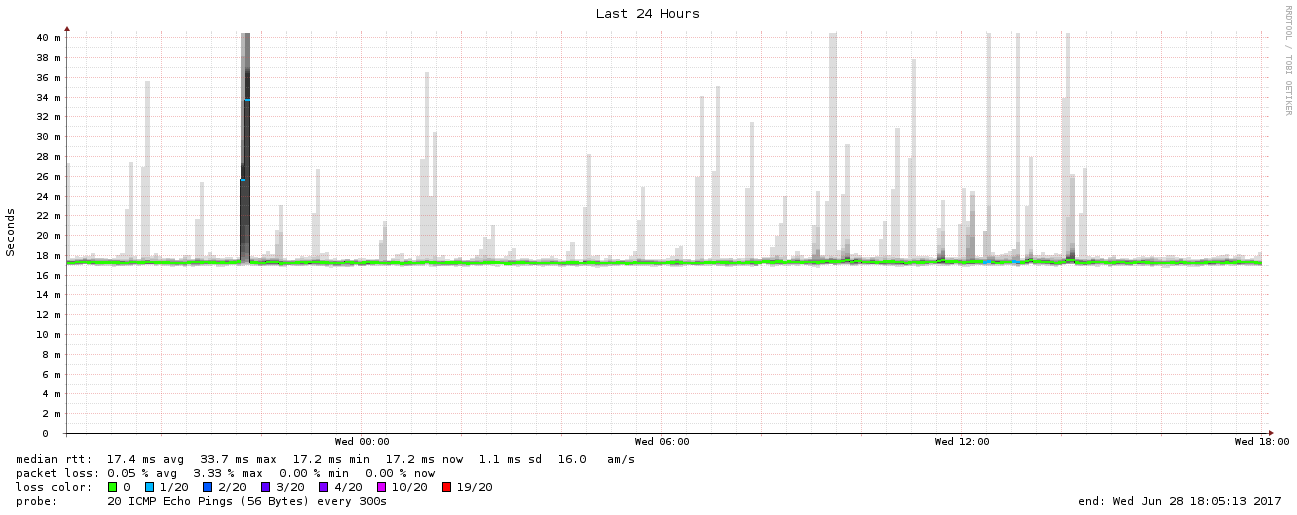 Last 24 Hours
RRDTOOL / TOBI OETIKER
Seconds
40 m
38 m
36 m
34 m
32 m
30 m
28 m
26 m
24 m
22 m
20 m
18 m
16 m
14 m
12 m
10 m
8 m
6 m
4 m
2 m
0
Wed 00:00 Wed 06:00 Wed 12:00 Wed 18:00
median rtt: 17.4 ms avg 33.7 ms max 17.2 ms min 17.2 ms now 1.1 ms sd 16.0 am/s
packet loss: 0.05 % avg 3.33 % max 0.00 % min 0.00 % now
loss color: 0 1/20 2/20 3/20 4/20 10/20 19/20
probe: 20 ICMP Echo Pings (56 Bytes) every 300s end: Wed Jun 28 18:05:13 2017